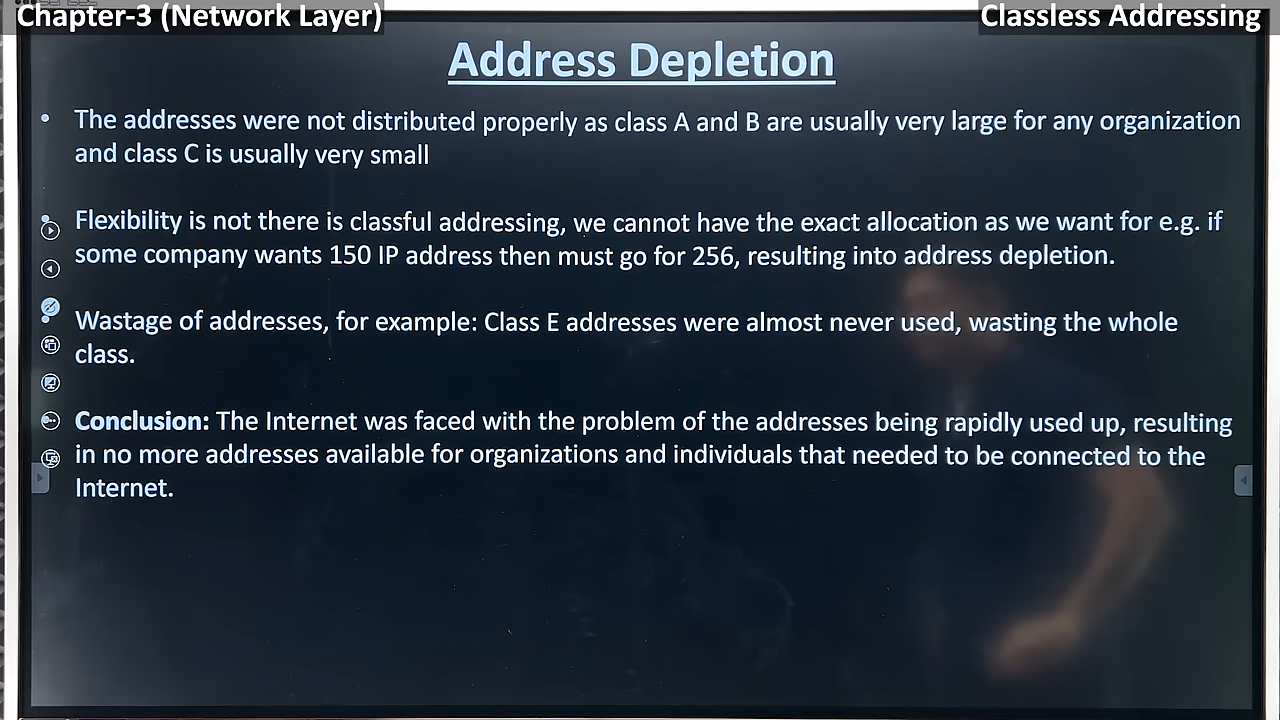 Chapter-3 (Network Layer)
Classless Addressing
Address Depletion
• The addresses were not distributed properly as class A and B are usually very large for any organization
and class C is usually very small
• Flexibility is not there is classful addressing, we cannot have the exact allocation as we want for e.g. if
some company wants 150 IP address then must go for 256, resulting into address depletion.
• Wastage of addresses, for example: Class E addresses were almost never used, wasting the whole
class.
• Conclusion: The Internet was faced with the problem of the addresses being rapidly used up, resulting
in no more addresses available for organizations and individuals that needed to be connected to the
Internet.